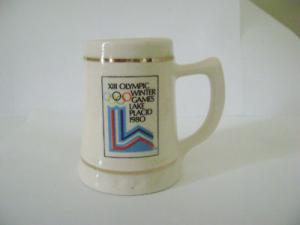 XIII OLYMPIC
WINTER
GAMES
LAKE
PLACID
1980